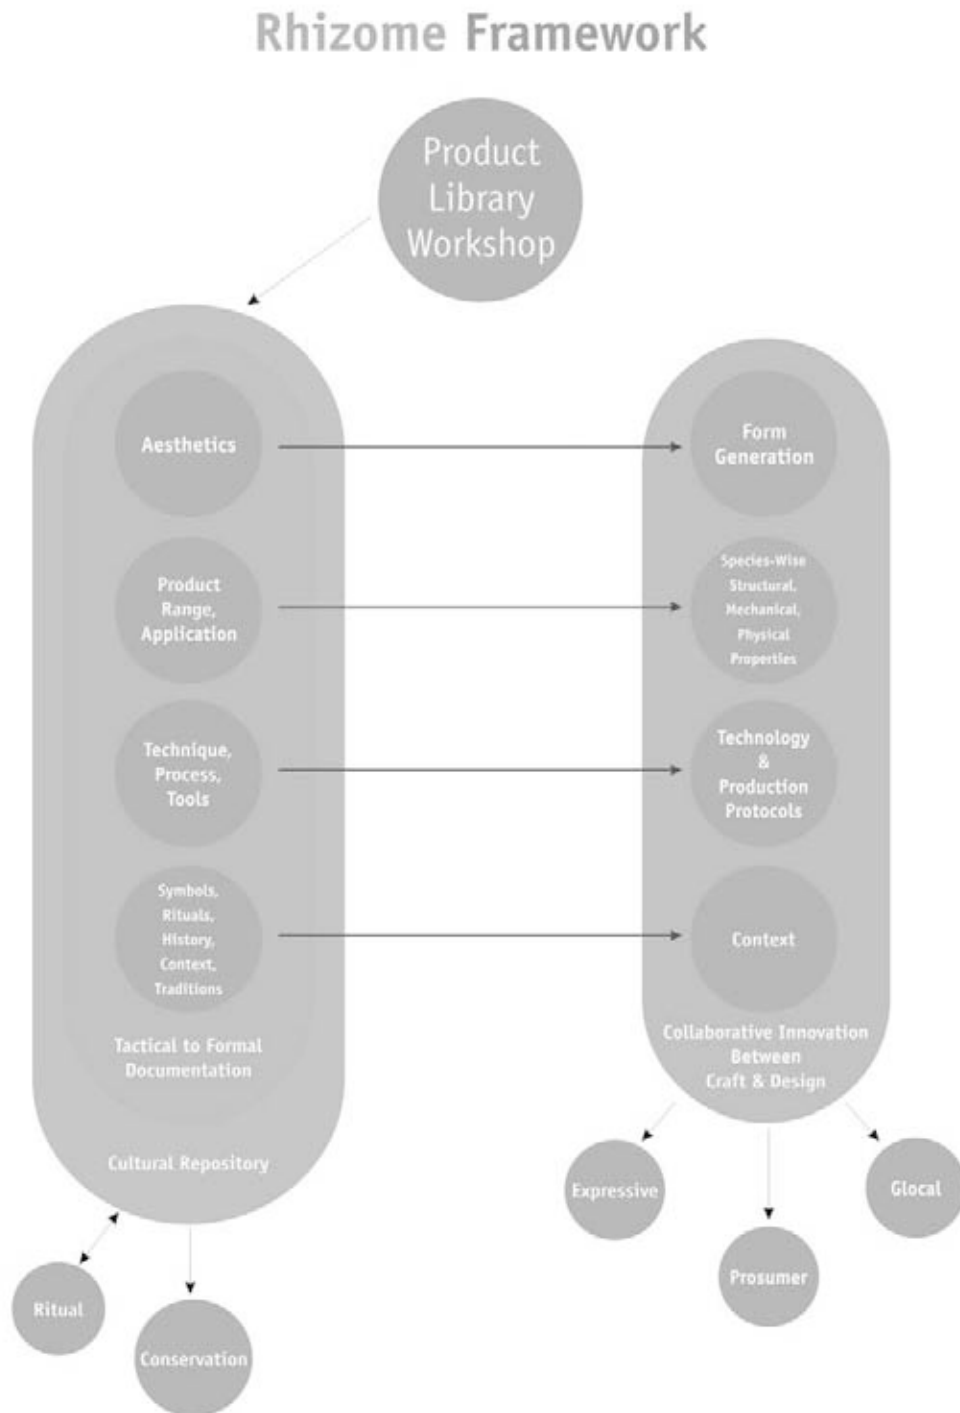 Rhizome Framework
Product
Library
Workshop
Aesthetics
Product
Range,
Application
Technique,
Process,
Tools
Symbols,
Rituals,
History,
Context,
Traditions
Tactical to Formal
Documentation
Cultural Repository
Ritual
Conservation
Form
Generation
Species-Wise
Structural,
Mechanical,
Physical
Properties
Technology
&
Production
Protocols
Context
Collaborative Innovation
Between
Craft & Design
Expressive
Prosumer
Glocal